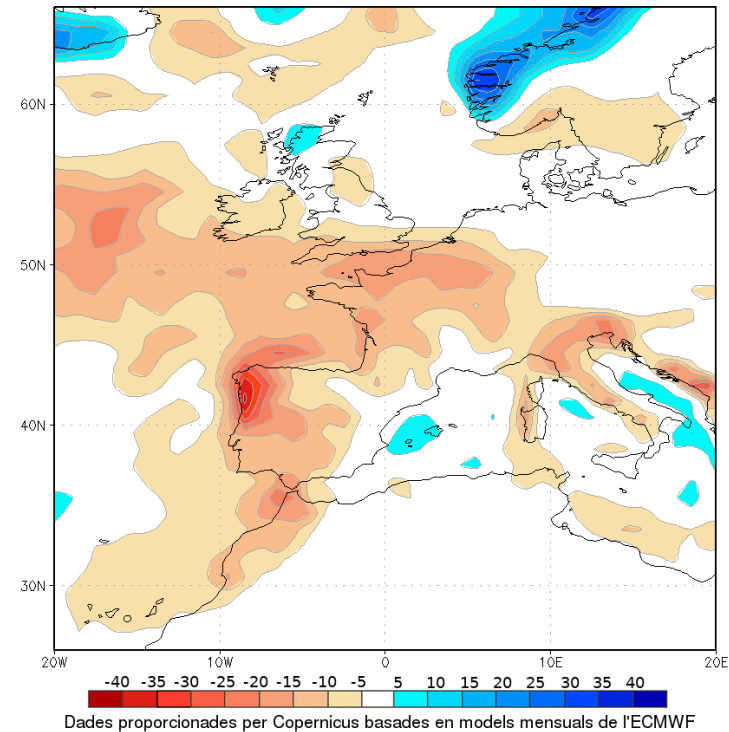 60N
50N
40N
30N
20W 10W 0 10E 20E
-40 -35 -30 -25 -20 -15 -10 -5 5 10 15 20 25 30 35 40
Dades proporcionades per Copernicus basades en models mensuals de l'ECMWF